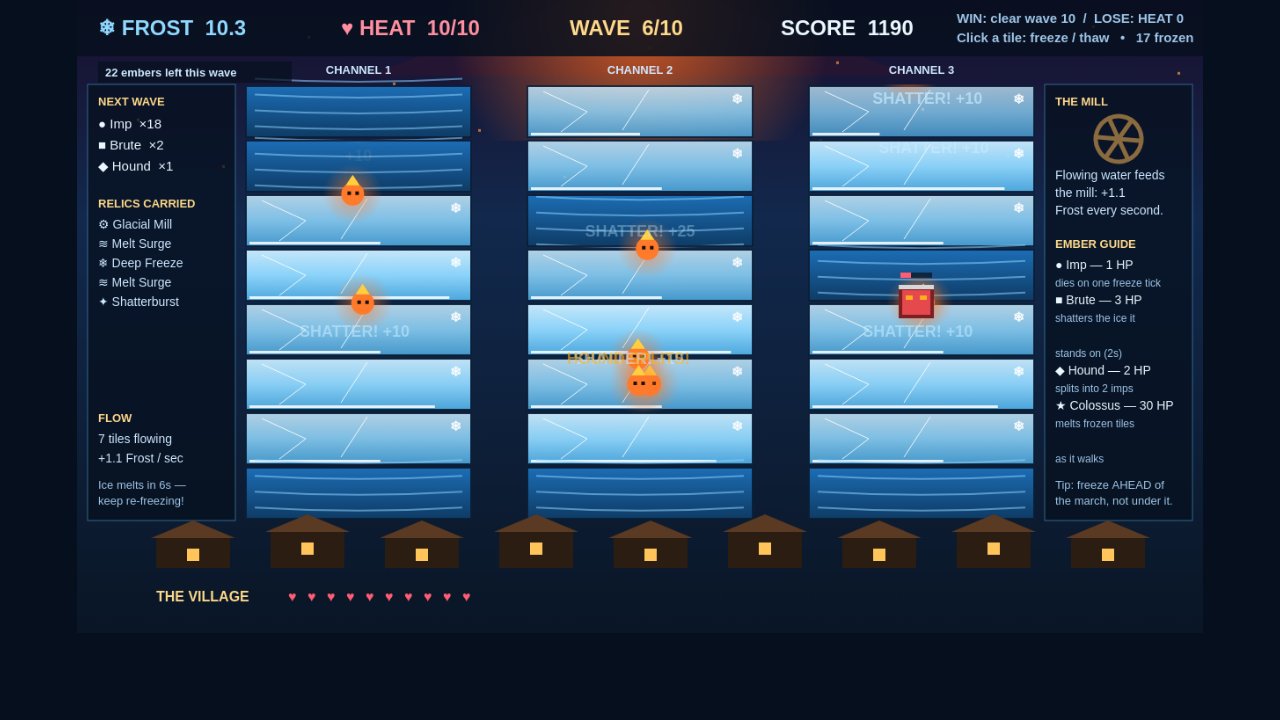 ❄ FROST 10.3
♥ HEAT 10/10
WAVE 6/10
SCORE 1190
WIN: clear wave 10 / LOSE: HEAT 0
Click a tile: freeze / thaw • 17 frozen
22 embers left this wave
CHANNEL 1
CHANNEL 2
CHANNEL 3
NEXT WAVE
● Imp ×18
■ Brute ×2
◆ Hound ×1
RELICS CARRIED
⚙ Glacial Mill
≋ Melt Surge
❄ Deep Freeze
≋ Melt Surge
✦ Shatterburst
FLOW
7 tiles flowing
+1.1 Frost / sec
Ice melts in 6s —
keep re-freezing!
+10
SHATTER! +10
SHATTER! +25
SHATTER! +10
SHATTER! +10
SHATTER! +10
THE MILL
Flowing water feeds
the mill: +1.1
Frost every second.
EMBER GUIDE
● Imp — 1 HP
dies on one freeze tick
■ Brute — 3 HP
shatters the ice it
stands on (2s)
◆ Hound — 2 HP
splits into 2 imps
★ Colossus — 30 HP
melts frozen tiles
as it walks
Tip: freeze AHEAD of
the march, not under it.
THE VILLAGE ♥ ♥ ♥ ♥ ♥ ♥ ♥ ♥ ♥ ♥